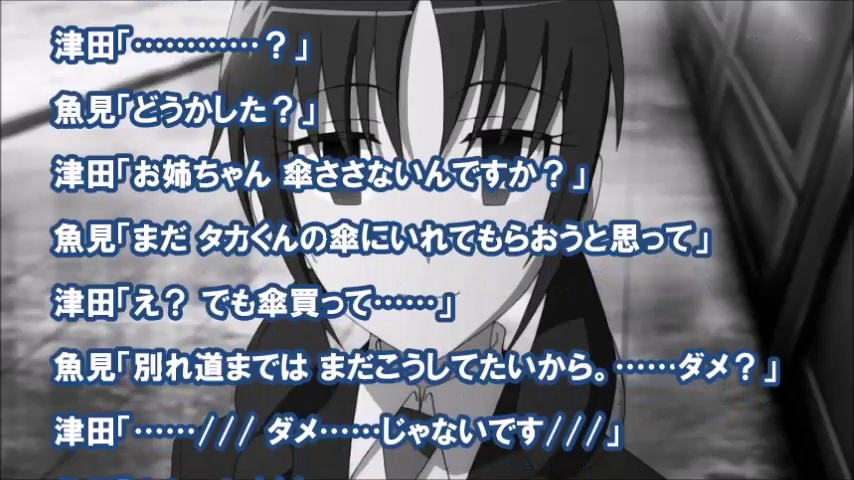 津田「…………？」
魚見「どうかした？」
津田「お姉ちゃん 傘ささないんですか？」
魚見「まだ タカくんの傘にいれてもらおうと思って」
津田「え？ でも傘買って……」
魚見「別れ道までは まだこうしてたいから。……ダメ？」
津田「……/// ダメ……じゃないです///」